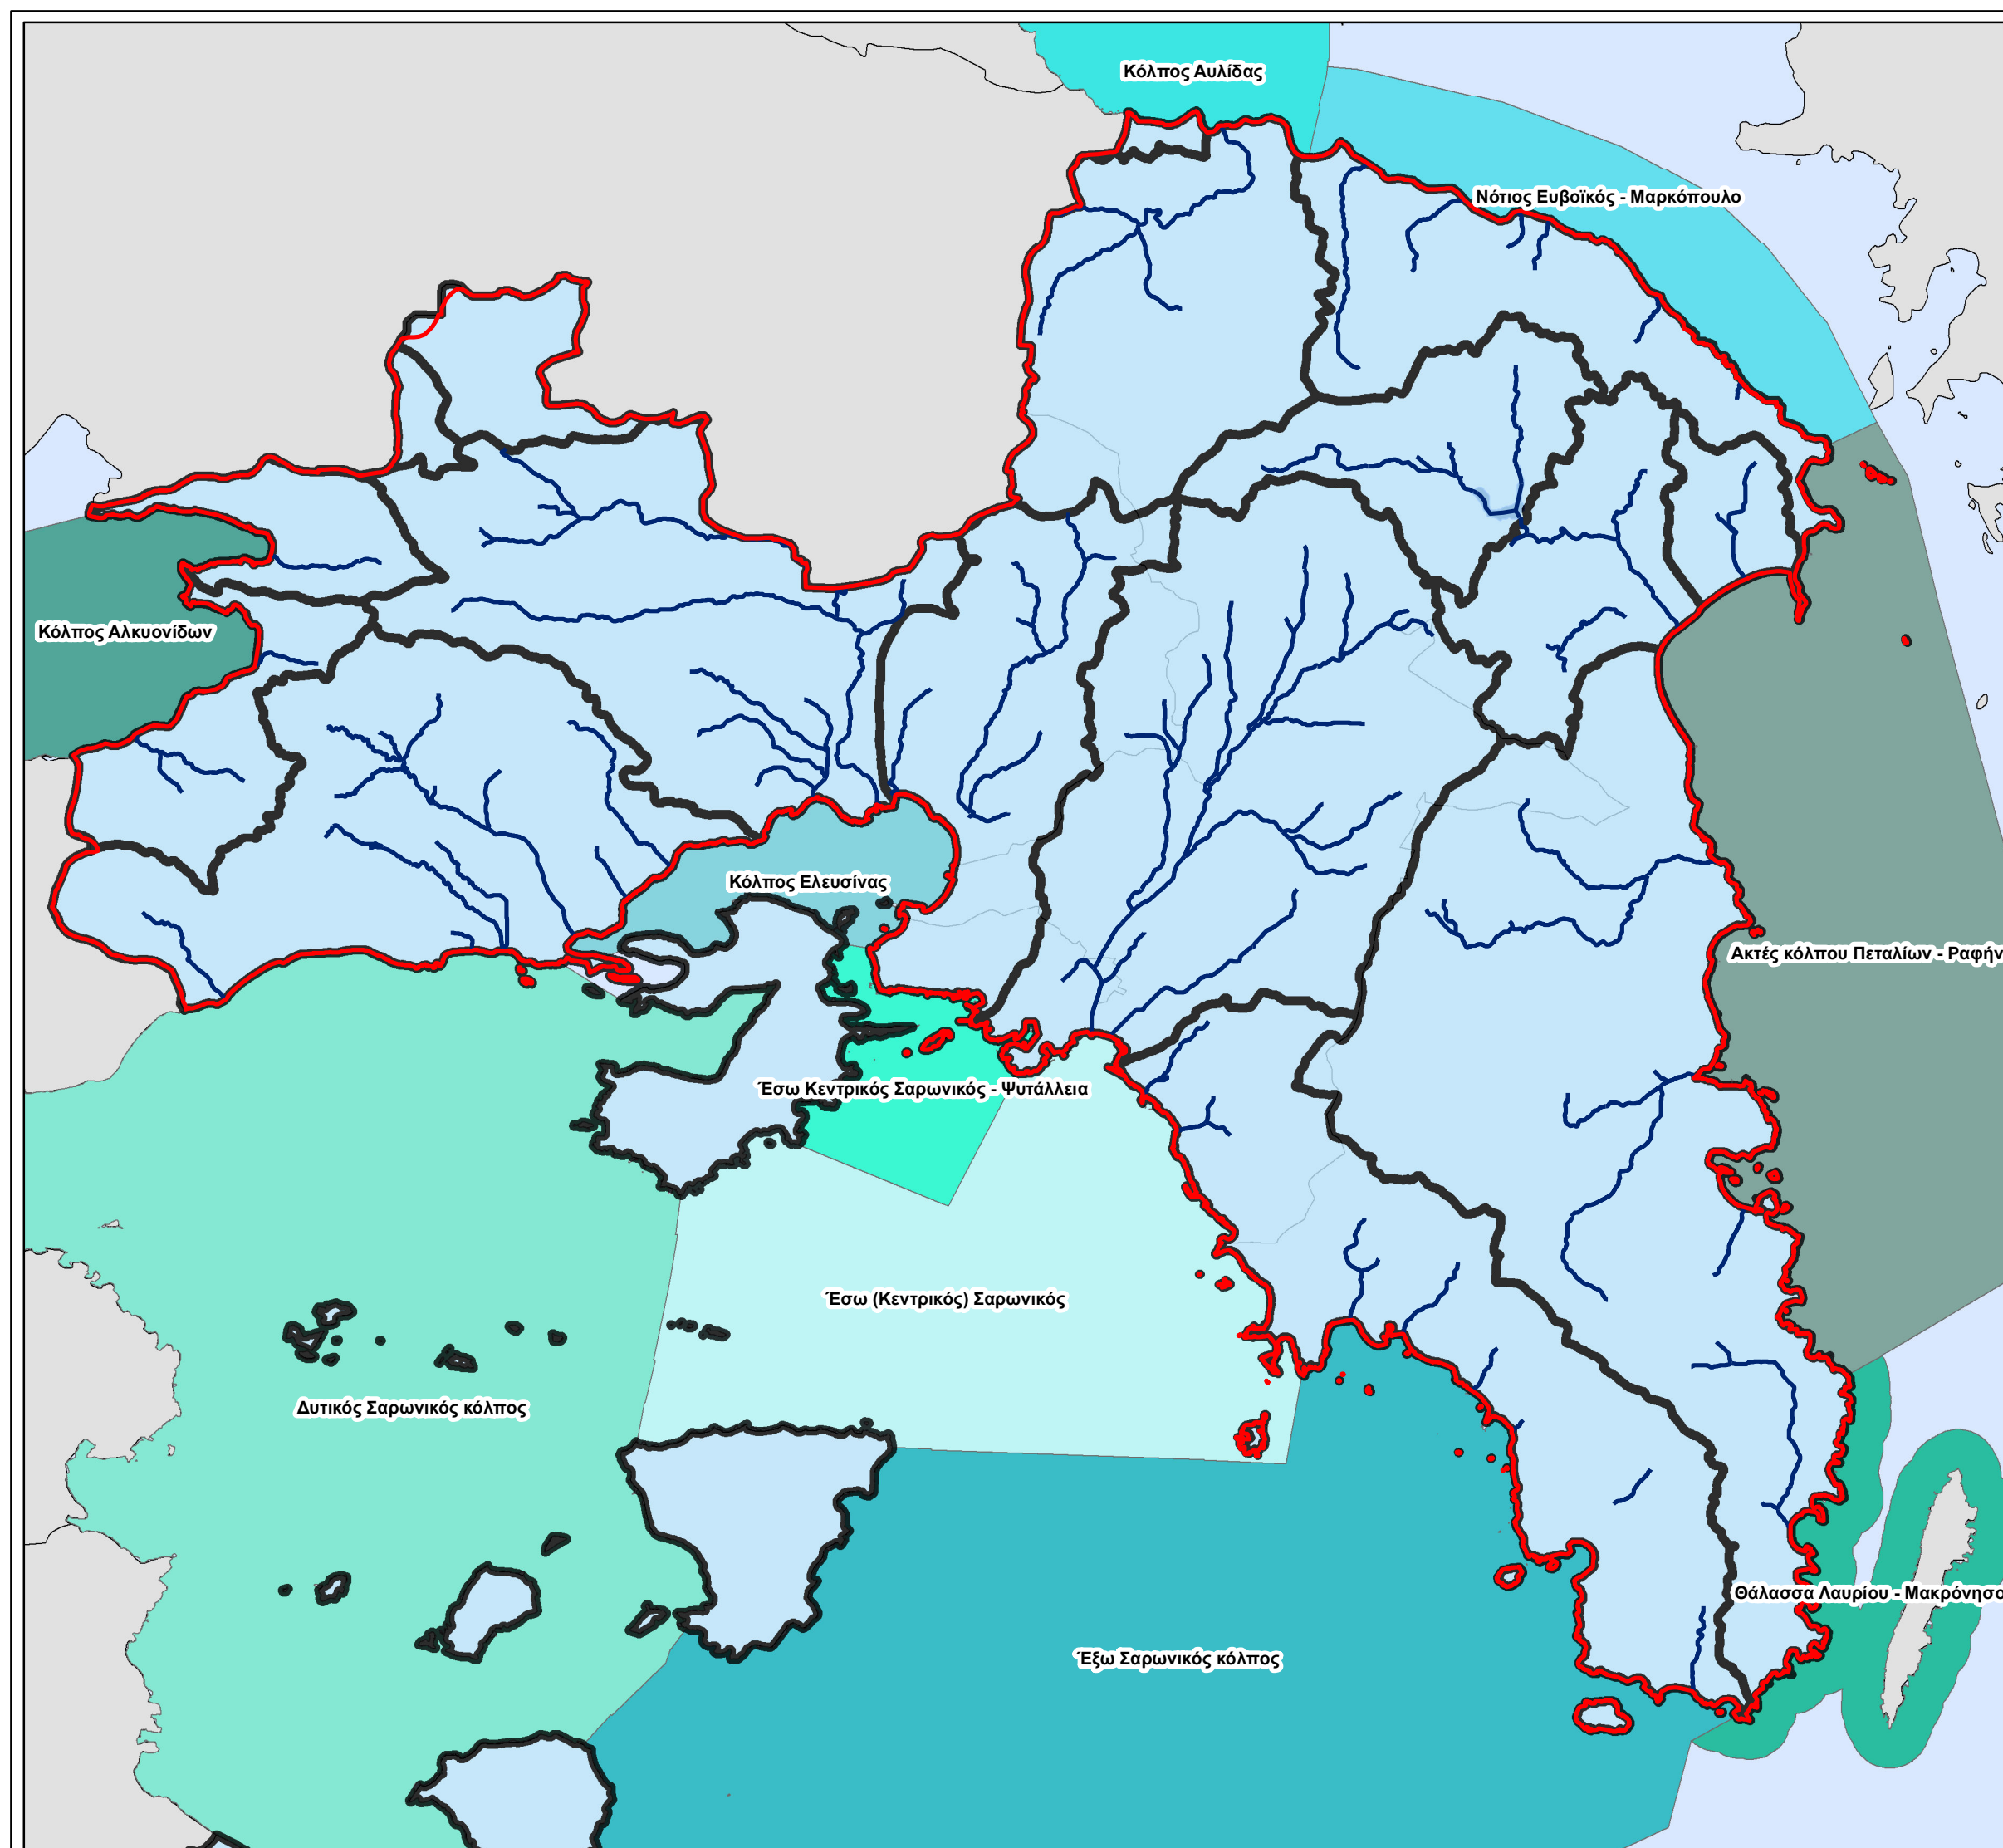 Κόλπος Αυλίδας
Νότιος Ευβοϊκός - Μαρκόπουλο
Κόλπος Αλκυονίδων
Κόλπος Ελευσίνας
Ακτές κόλπου Πεταλίων - Ραφήν
Έσω Κεντρικός Σαρωνικός - Ψυτάλλεια
Έσω (Κεντρικός) Σαρωνικός
Δυτικός Σαρωνικός κόλπος
Θάλασσα Λαυρίου - Μακρόνησο
Έξω Σαρωνικός κόλπος